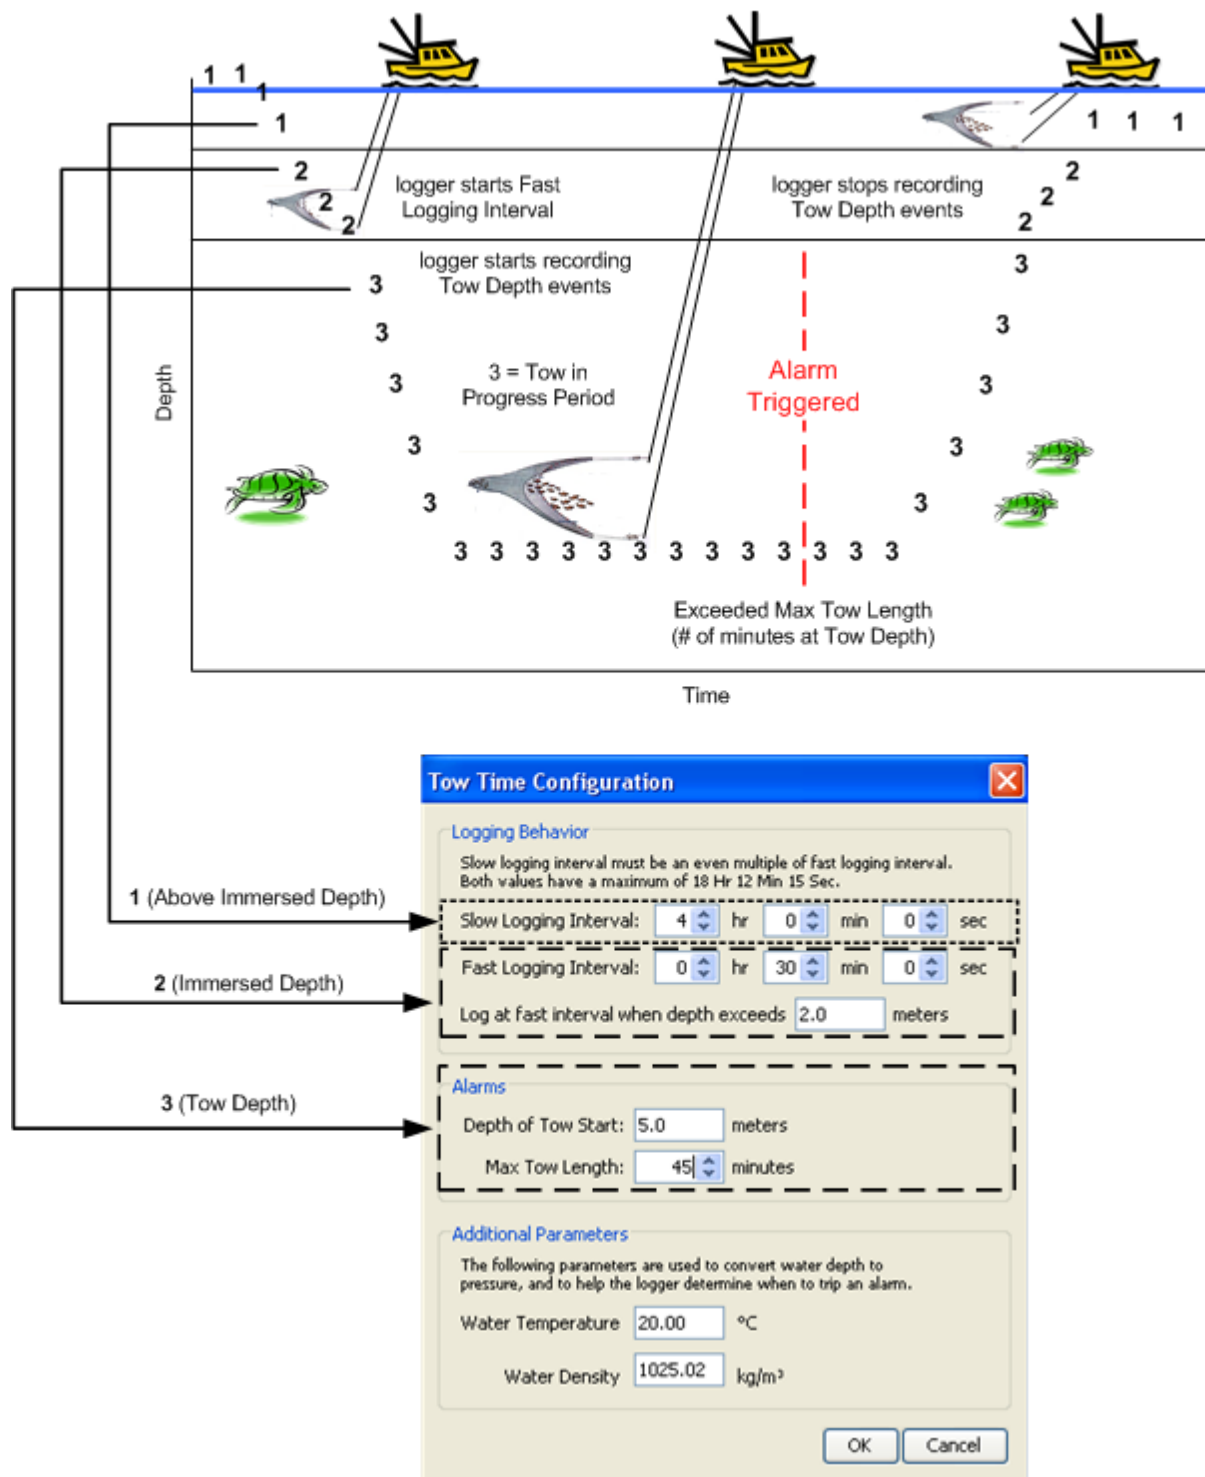 1 1
1
1
1 1 1
2
2
2
logger starts Fast
Logging Interval
logger stops recording
Tow Depth events
2
2
2
logger starts recording
Tow Depth events
3
3
3
3
3
3 = Tow in
Progress Period
Alarm
Triggered
3
3
3
3
3
3 3 3 3 3 3 3 3 3 3 3 3 3
Depth
Exceeded Max Tow Length
(# of minutes at Tow Depth)
Time
Tow Time Configuration
Logging Behavior
Slow logging interval must be an even multiple of fast logging interval.
Both values have a maximum of 18 Hr 12 Min 15 Sec.
1 (Above Immersed Depth)
Slow Logging Interval: 4 hr 0 min 0 sec
Fast Logging Interval: 0 hr 30 min 0 sec
2 (Immersed Depth)
Log at fast interval when depth exceeds 2.0 meters
Alarms
3 (Tow Depth)
Depth of Tow Start: 5.0 meters
Max Tow Length: 45 minutes
Additional Parameters
The following parameters are used to convert water depth to
pressure, and to help the logger determine when to trip an alarm.
Water Temperature 20.00 °C
Water Density 1025.02 kg/m³
OK Cancel